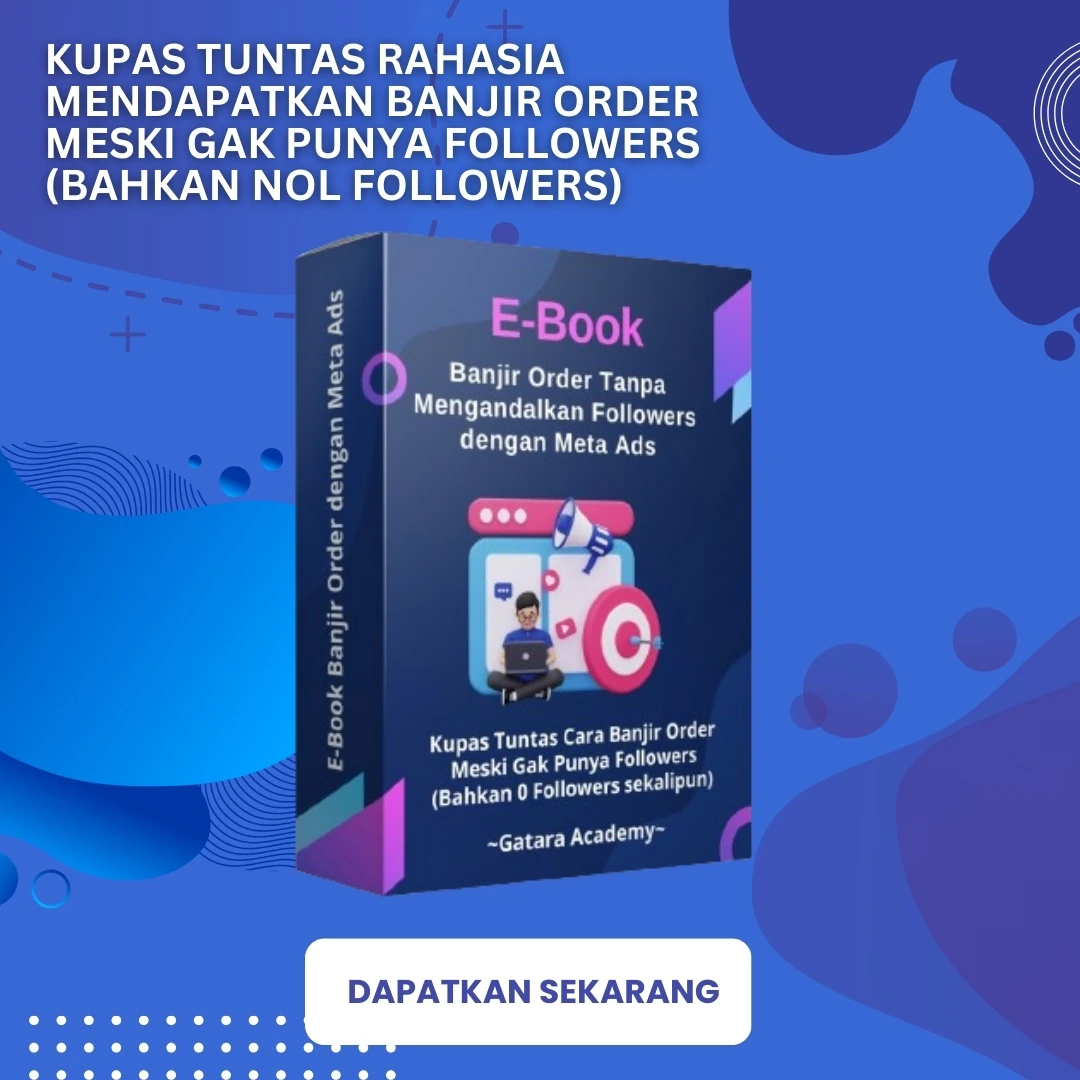 KUPAS TUNTAS RAHASIA
MENDAPATKAN BANJIR ORDER
MESKI GAK PUNYA FOLLOWERS
(BAHKAN NOL FOLLOWERS)
E-Book Banjir Order dengan Meta Ads
E-Book
Banjir Order Tanpa
Mengandalkan Followers
dengan Meta Ads
Kupas Tuntas Cara Banjir Order
Meski Gak Punya Followers
(Bahkan 0 Followers sekalipun)
~Gatara Academy~
DAPATKAN SEKARANG